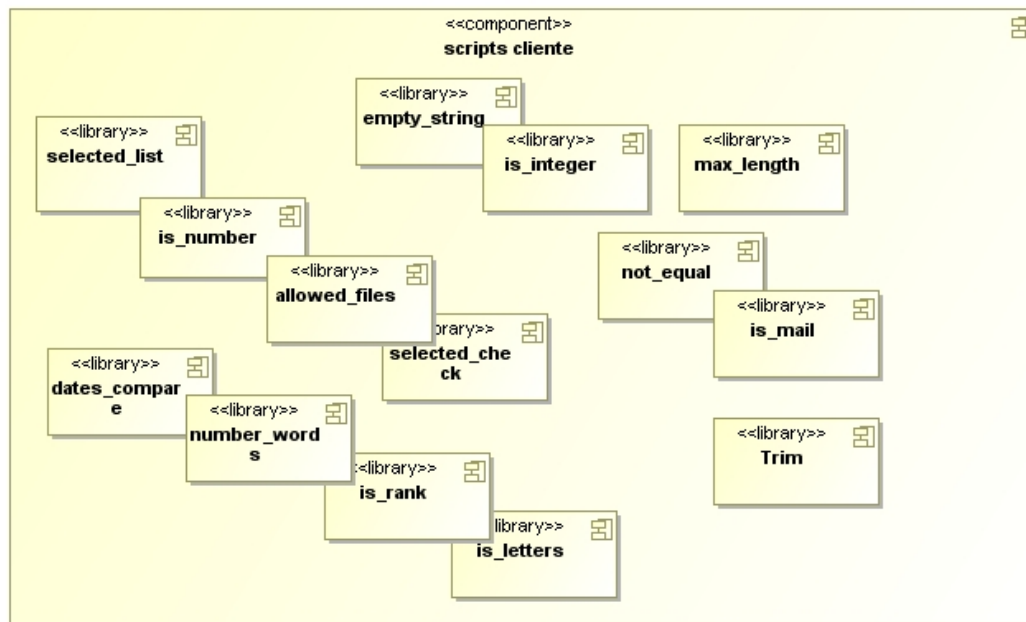 <<component>>
scripts cliente
<<library>>
empty_string
<<library>>
selected_list
<<library>>
is_integer
<<library>>
max_length
<<library>>
is_number
<<library>>
not_equal
<<library>>
allowed_files
<<library>>
is_mail
library>>
selected_che
ck
<<library>>
dates_compar
e
<<library>>
number_word
s
<<library>>
Trim
<<library>>
is_rank
library>>
is_letters